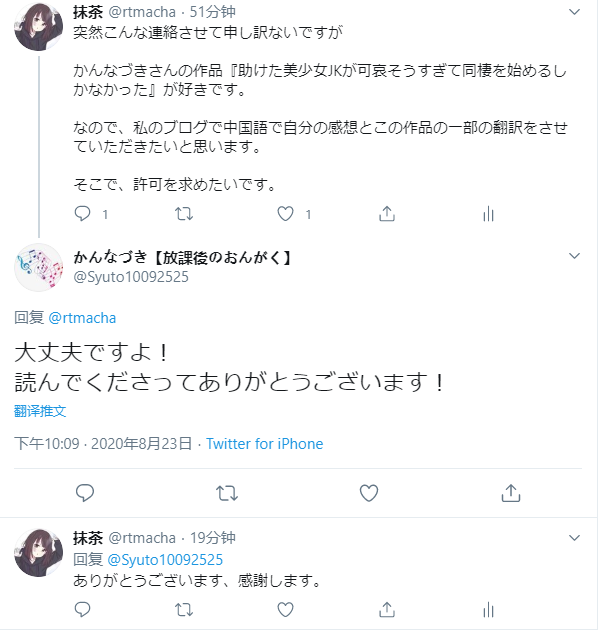 抹茶 @rtmacha · 51分钟
突然こんな連絡させて申し訳ないですが
かんなづきさんの作品『助けた美少女JKが可哀そうすぎて同棲を始めるし
かなかった』が好きです。
なので、私のブログで中国語で自分の感想とこの作品の一部の翻訳をさせ
ていただきたいと思います。
そこで、許可を求めたいです。
1 1
かんなづき【放課後のおんがく】
@Syuto10092525
回复 @rtmacha
大丈夫ですよ！
読んでくださってありがとうございます！
翻译推文
下午10:09 · 2020年8月23日 · Twitter for iPhone
抹茶 @rtmacha · 19分钟
回复 @Syuto10092525
ありがとうございます、感謝します。